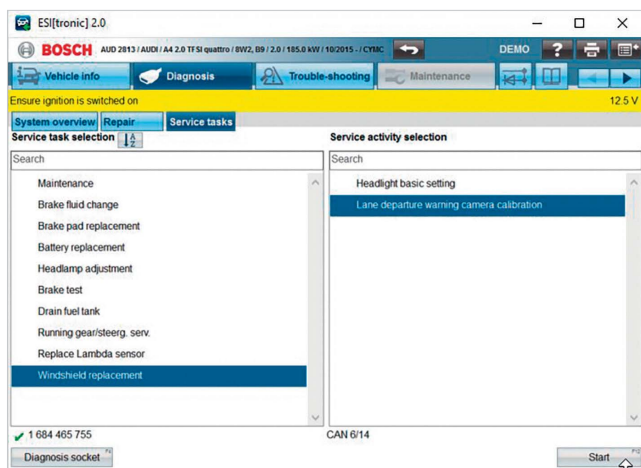 ESI[tronic] 2.0
BOSCH AUD 2813 / AUDI / A4 2.0 TFSI quattro / 8W2, B9 / 2.0 / 185.0 kW / 10/2015 - / CYMC DEMO ?
Vehicle info Diagnosis Trouble-shooting Maintenance
Ensure ignition is switched on 12.5 V
System overview Repair Service tasks
Service task selection A Z Service activity selection
Search Search
Maintenance Headlight basic setting
Brake fluid change Lane departure warning camera calibration
Brake pad replacement
Battery replacement
Headlamp adjustment
Brake test
Drain fuel tank
Running gear/steerg. serv.
Replace Lambda sensor
Windshield replacement
1 684 465 755 CAN 6/14
Diagnosis socket Start